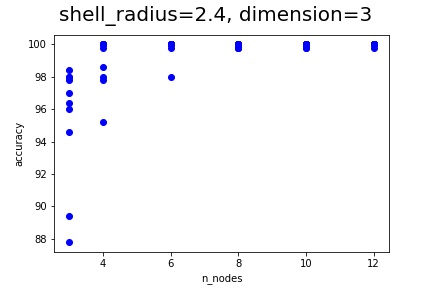 shell_radius=2.4, dimension=3
100
98
96
94
92
90
88
accuracy
4 6 8 10 12
n_nodes